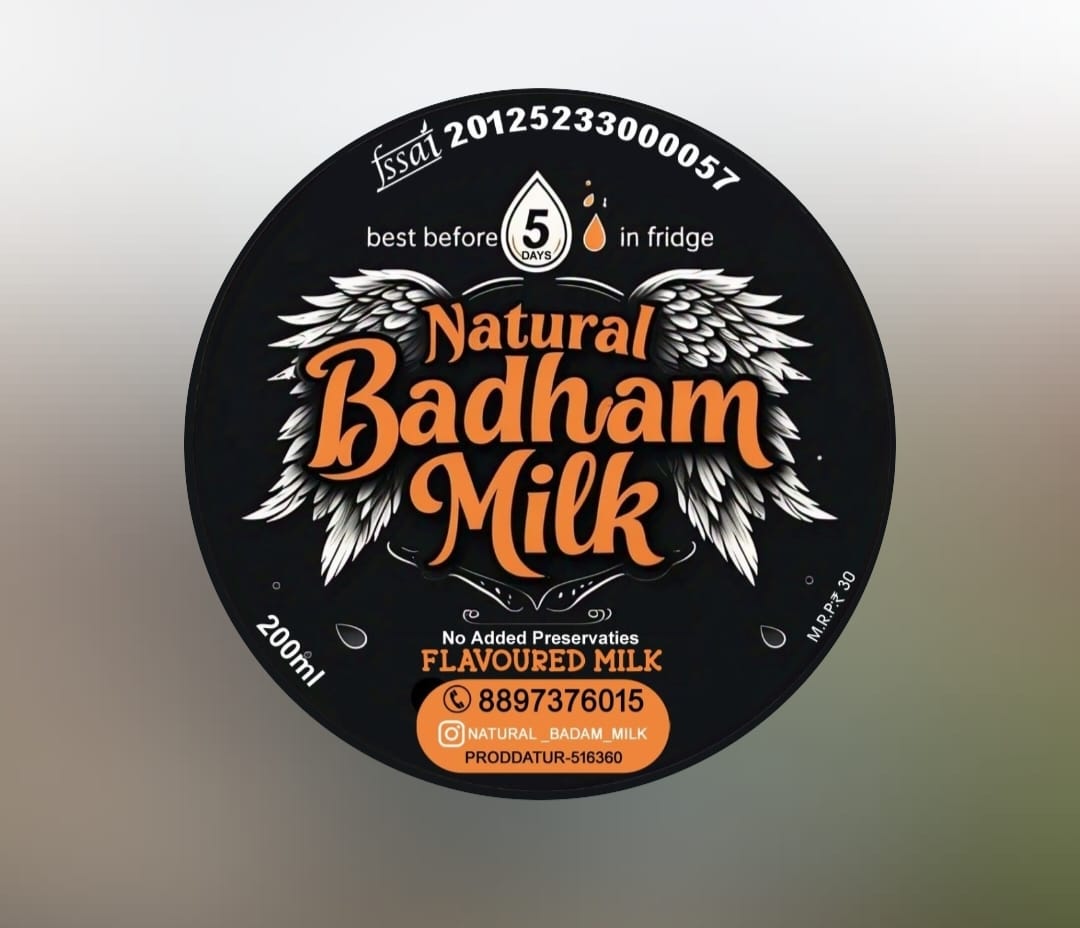 fssai 20125233000057
best before 5 DAYS in fridge
Natural
Badham
Milk
200ml
M.R.P:₹ 30
No Added Preservaties
FLAVOURED MILK
8897376015
NATURAL _BADAM_MILK
PRODDATUR-516360